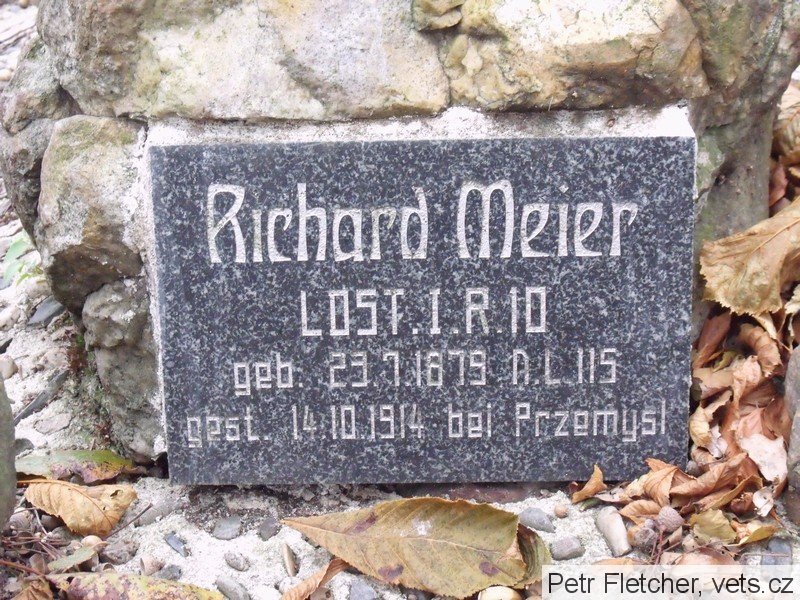 Richard Meier
LOST.I.R.10
geb. 23.7.1879 N.L.115
gest. 14.10.1914 bei Przemysl
Petr Fletcher, vets.cz